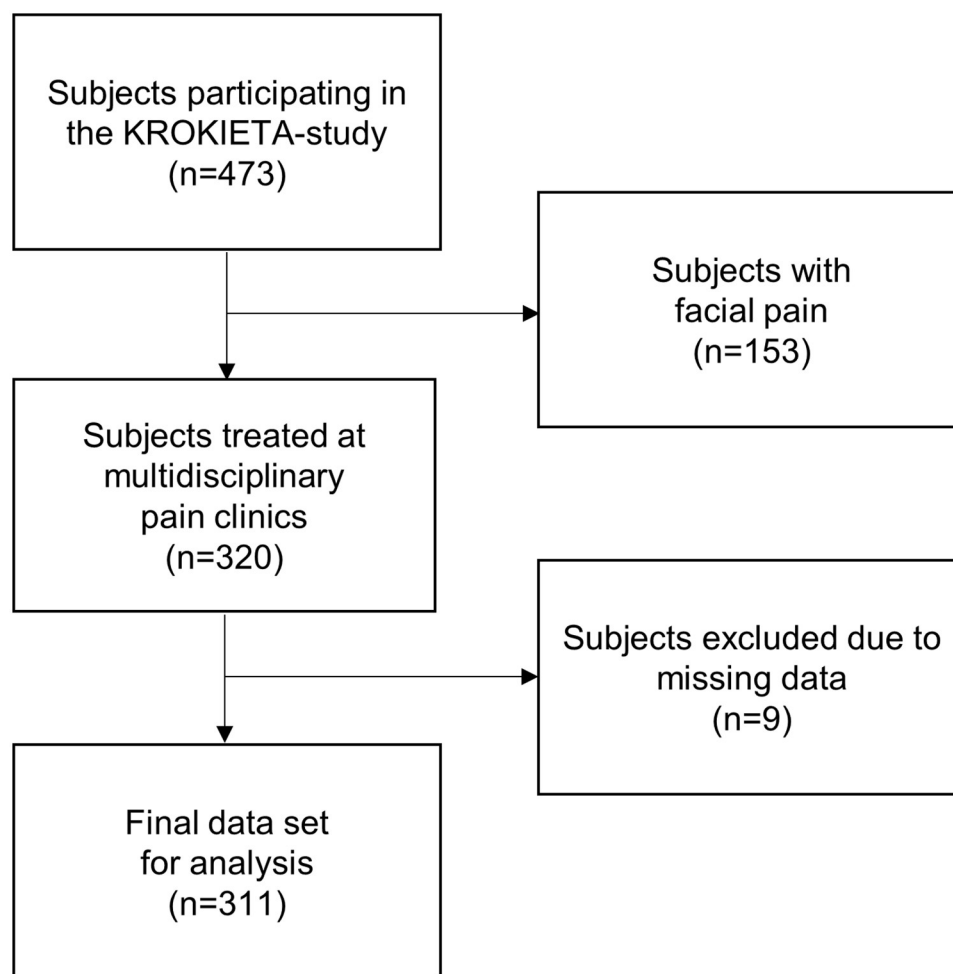 Subjects participating in
the KROKIETA-study
(n=473)
Subjects with
facial pain
(n=153)
Subjects treated at
multidisciplinary
pain clinics
(n=320)
Subjects excluded due to
missing data
(n=9)
Final data set
for analysis
(n=311)